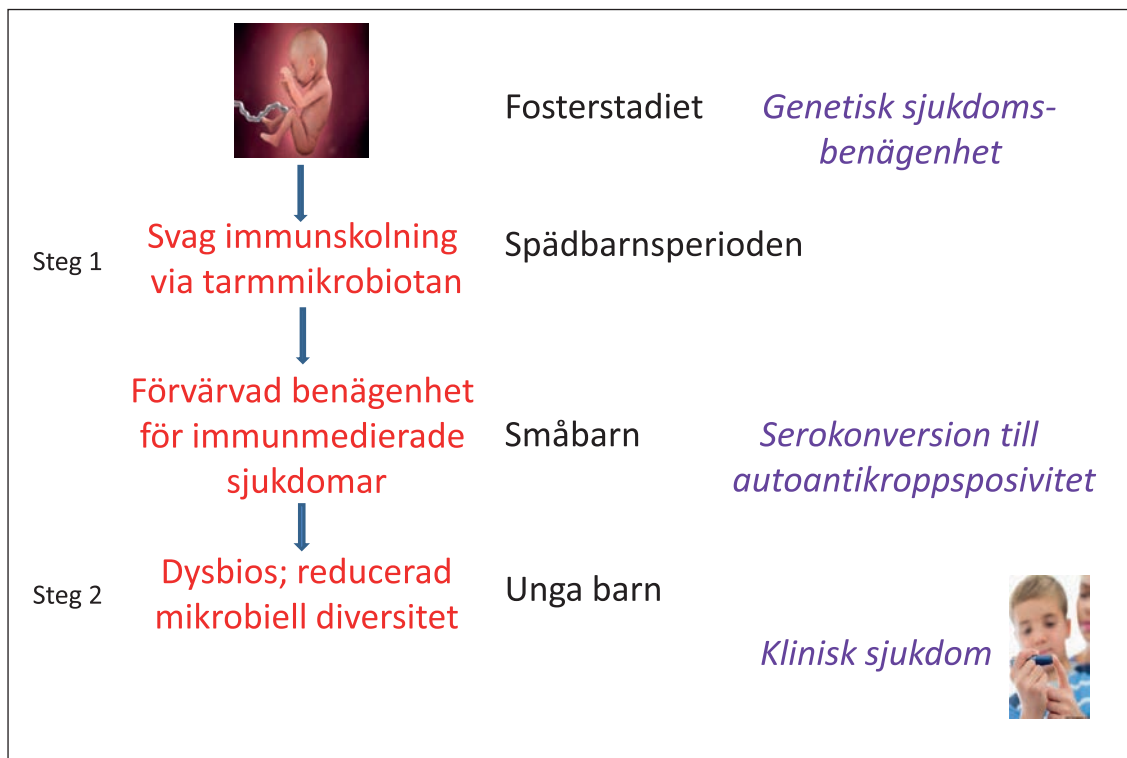 Fosterstadiet
Genetisk sjukdoms-
benägenhet
Steg 1
Svag immunskolning
via tarmmikrobiotan
Spädbarnsperioden
Förvärvad benägenhet
för immunmedierade
sjukdomar
Småbarn
Serokonversion till
autoantikroppsposivitet
Steg 2
Dysbios; reducerad
mikrobiell diversitet
Unga barn
Klinisk sjukdom